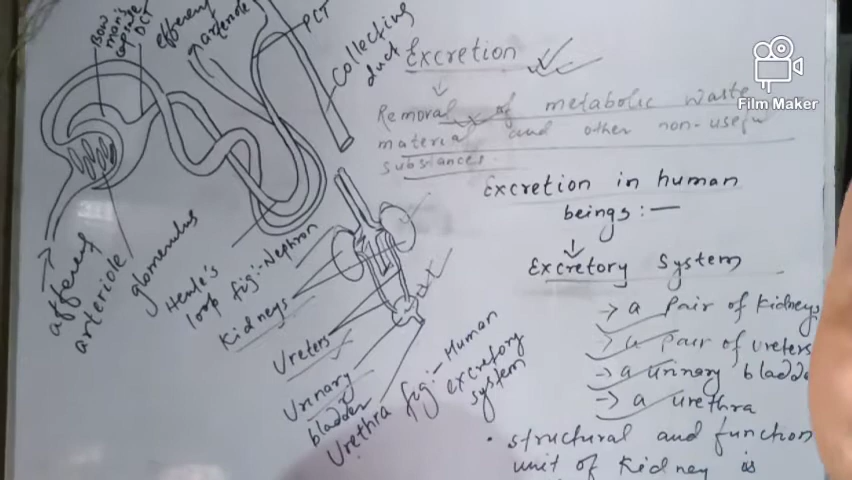 Bow
man's
capsule
DCT
efferent
arteriole
PCT
Collecting
duct
Excretion
Removal of metabolic waste
material and other non-useful
substances.
Excretion in human
beings:—
Excretory System
→ a pair of kidneys
→ a pair of ureters
→ a urinary bladder
→ a urethra
• structural and function
unit of kidney is
afferent
arteriole
glomerulus
Henle's
loop
fig:- Nephron
Kidneys
Ureters
Urinary
bladder
Urethra
fig:- Human
excretory
system
Film Maker